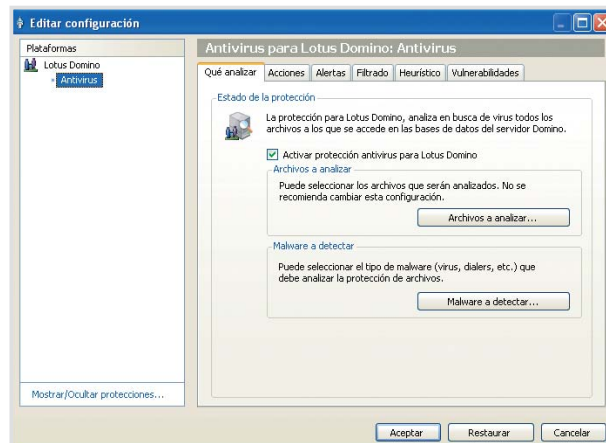 Editar configuración
Plataformas
Lotus Domino
Antivirus
Mostrar/Ocultar protecciones...
Antivirus para Lotus Domino: Antivirus
Qué analizar Acciones Alertas Filtrado Heurístico Vulnerabilidades
Estado de la protección
La protección para Lotus Domino, analiza en busca de virus todos los
archivos a los que se accede en las bases de datos del servidor Domino.
Activar protección antivirus para Lotus Domino
Archivos a analizar
Puede seleccionar los archivos que serán analizados. No se
recomienda cambiar esta configuración.
Archivos a analizar...
Malware a detectar
Puede seleccionar el tipo de malware (virus, dialers, etc.) que
debe analizar la protección de archivos.
Malware a detectar...
Aceptar Restaurar Cancelar